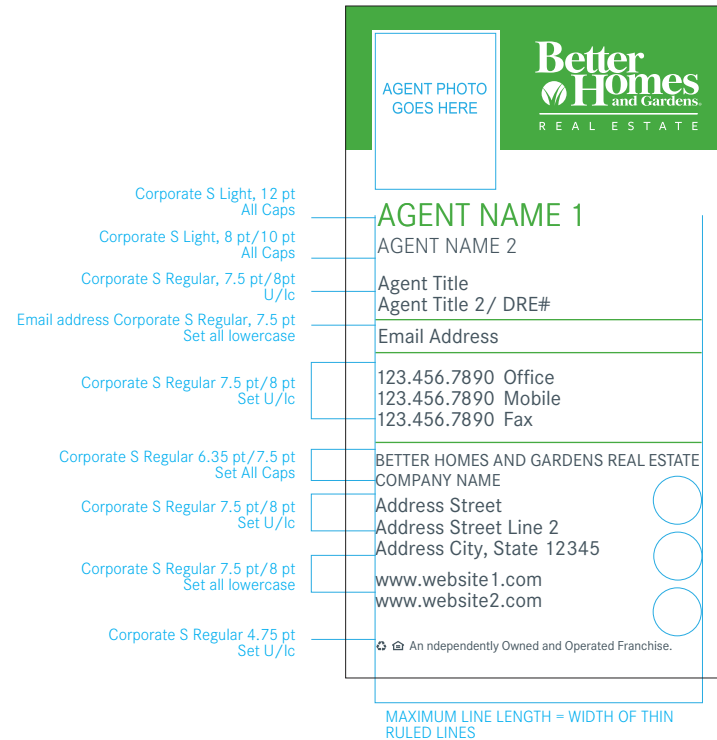 AGENT PHOTO
GOES HERE
Better
Homes
and Gardens®
REAL ESTATE
Corporate S Light, 12 pt
All Caps
AGENT NAME 1
Corporate S Light, 8 pt/10 pt
All Caps
AGENT NAME 2
Corporate S Regular, 7.5 pt/8pt
U/lc
Agent Title
Agent Title 2/ DRE#
Email address Corporate S Regular, 7.5 pt
Set all lowercase
Email Address
Corporate S Regular 7.5 pt/8 pt
Set U/lc
123.456.7890 Office
123.456.7890 Mobile
123.456.7890 Fax
Corporate S Regular 6.35 pt/7.5 pt
Set All Caps
BETTER HOMES AND GARDENS REAL ESTATE
COMPANY NAME
Corporate S Regular 7.5 pt/8 pt
Set U/lc
Address Street
Address Street Line 2
Address City, State 12345
Corporate S Regular 7.5 pt/8 pt
Set all lowercase
www.website1.com
www.website2.com
Corporate S Regular 4.75 pt
Set U/lc
An ndependently Owned and Operated Franchise.
MAXIMUM LINE LENGTH = WIDTH OF THIN
RULED LINES